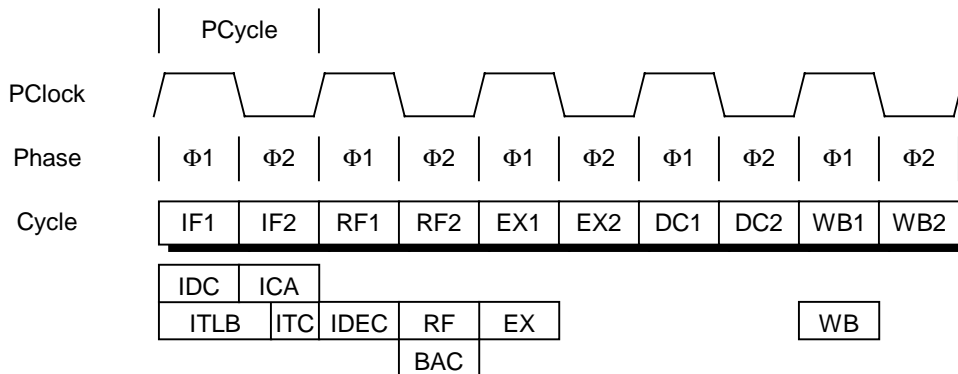 PCycle
PClock
Phase Φ1 Φ2 Φ1 Φ2 Φ1 Φ2 Φ1 Φ2 Φ1 Φ2
Cycle IF1 IF2 RF1 RF2 EX1 EX2 DC1 DC2 WB1 WB2
IDC ICA
ITLB ITC IDEC RF EX WB
BAC